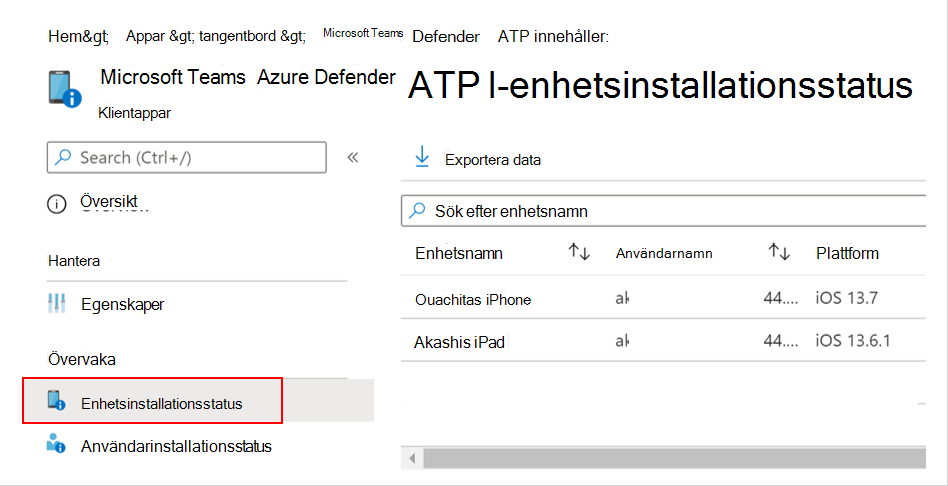 Hem&gt; Appar &gt; tangentbord &gt; Microsoft Teams Defender ATP innehåller:
Microsoft Teams Azure Defender ATP I-enhetsinstallationsstatus
Klientappar
Search (Ctrl+/)
Exportera data
Översikt
Sök efter enhetsnamn
Hantera
Enhetsnamn Användarnamn Plattform
Egenskaper
Ouachitas iPhone ak 44.... iOS 13.7
Akashis iPad ak 44.... iOS 13.6.1
Övervaka
Enhetsinstallationsstatus
Användarinstallationsstatus